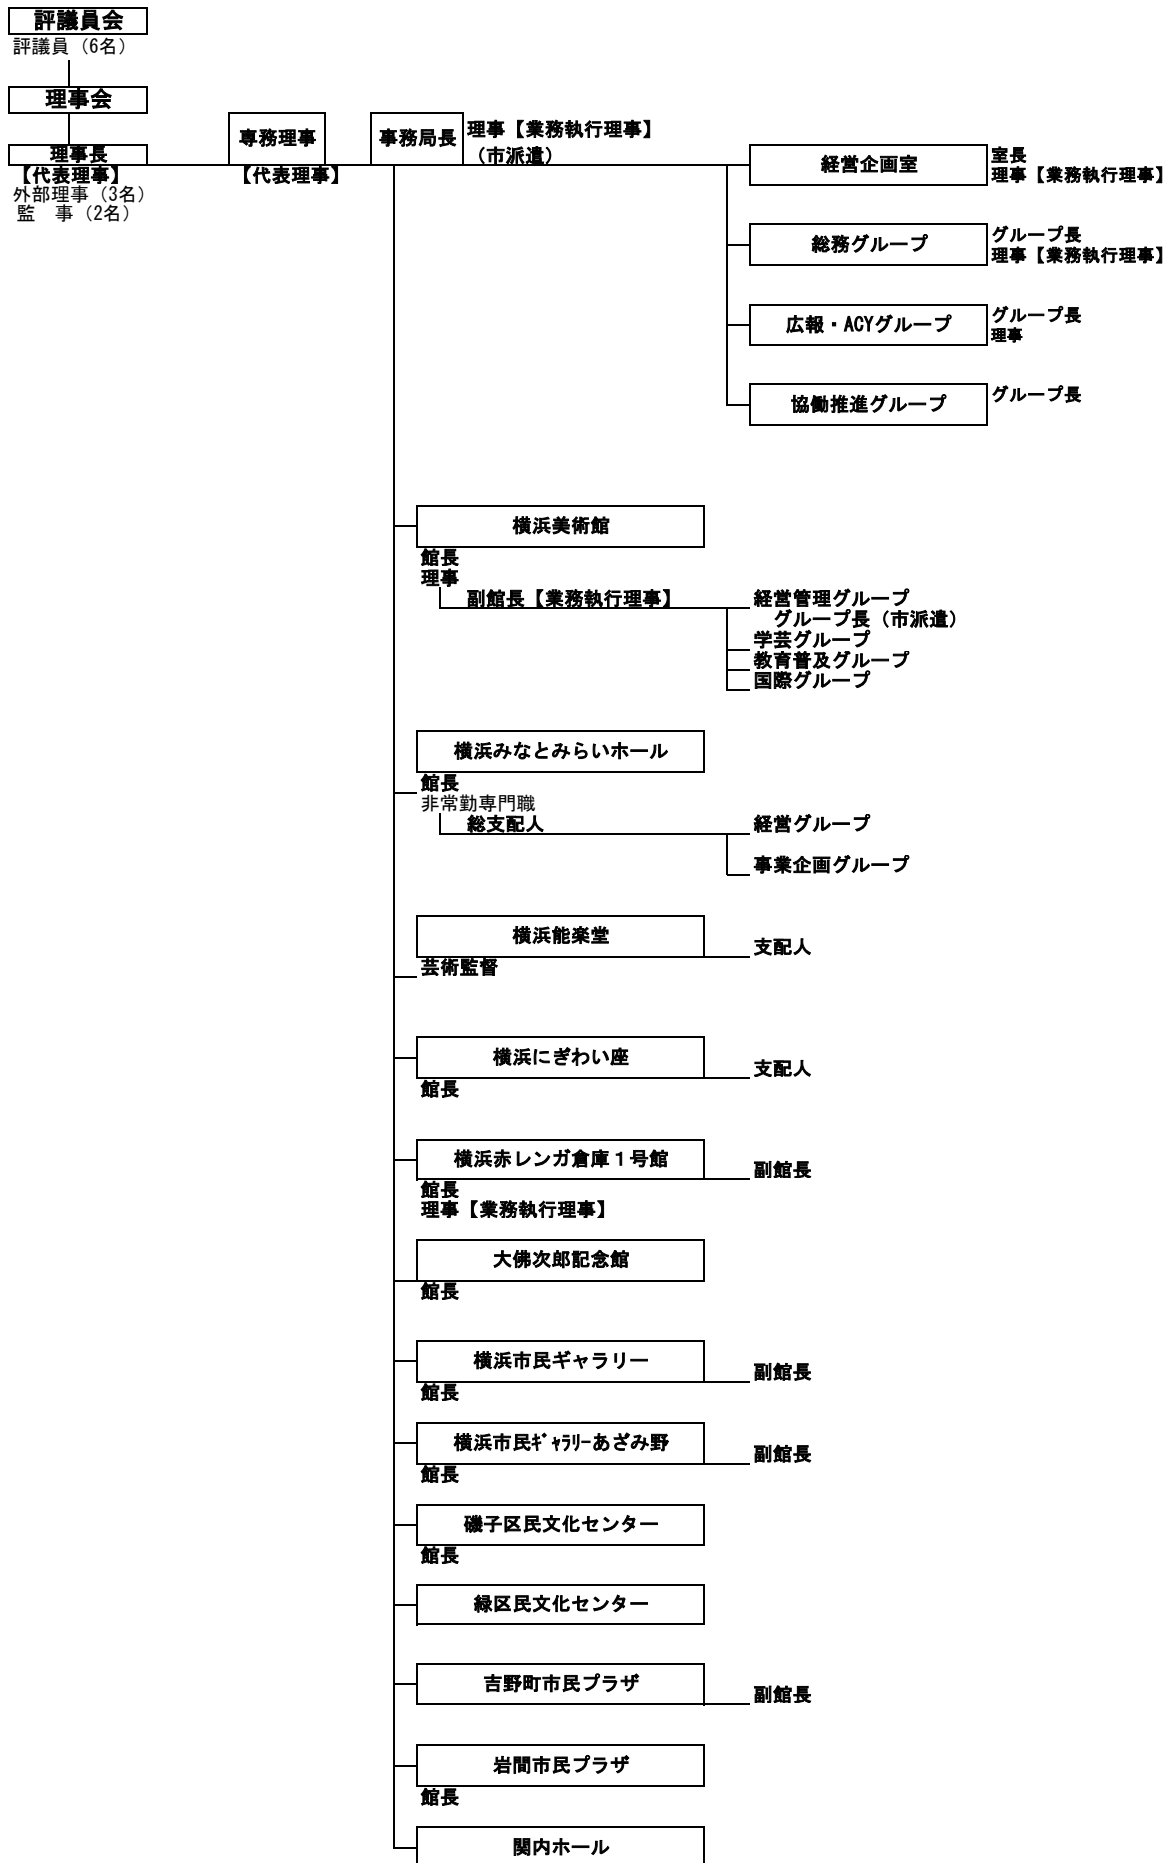 評議員会
評議員（6名）
理事会
理事長
【代表理事】
外部理事（3名）
監　事（2名）
専務理事
【代表理事】
事務局長
理事【業務執行理事】
（市派遣）
経営企画室
室長
理事【業務執行理事】
総務グループ
グループ長
理事【業務執行理事】
広報・ACYグループ
グループ長
理事
協働推進グループ
グループ長
横浜美術館
館長
理事
副館長【業務執行理事】
経営管理グループ
グループ長（市派遣）
学芸グループ
教育普及グループ
国際グループ
横浜みなとみらいホール
館長
非常勤専門職
総支配人
経営グループ
事業企画グループ
横浜能楽堂
支配人
芸術監督
横浜にぎわい座
支配人
館長
横浜赤レンガ倉庫１号館
副館長
館長
理事【業務執行理事】
大佛次郎記念館
館長
横浜市民ギャラリー
副館長
館長
横浜市民ｷﾞｬﾗﾘｰあざみ野
副館長
館長
磯子区民文化センター
館長
緑区民文化センター
吉野町市民プラザ
副館長
岩間市民プラザ
館長
関内ホール